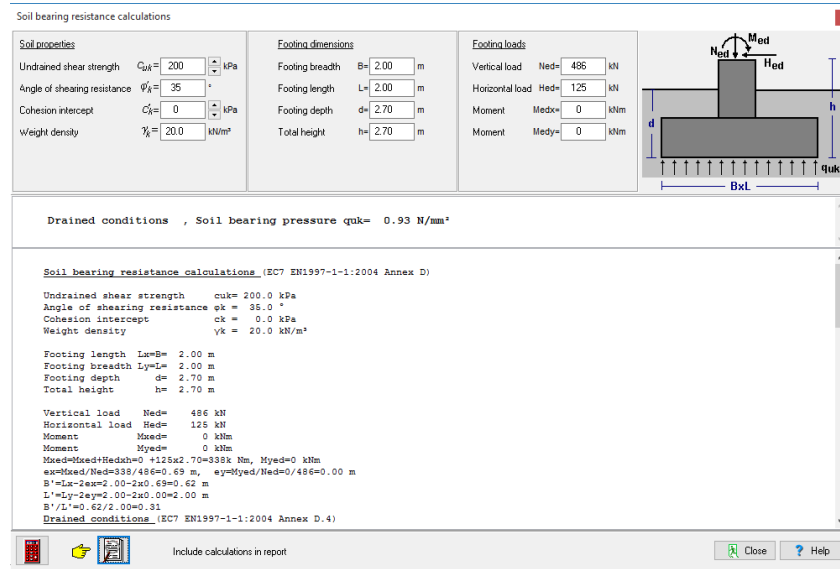 Soil bearing resistance calculations
Soil properties
Undrained shear strength Cuk= 200 kPa
Angle of shearing resistance φ'k= 35 °
Cohesion intercept C'k= 0 kPa
Weight density γk= 20.0 kN/m³
Footing dimensions
Footing breadth B= 2.00 m
Footing length L= 2.00 m
Footing depth d= 2.70 m
Total height h= 2.70 m
Footing loads
Vertical load Ned= 486 kN
Horizontal load Hed= 125 kN
Moment Medx= 0 kNm
Moment Medy= 0 kNm
Ned Med
Hed
h
d
quk
BxL
Drained conditions , Soil bearing pressure quk= 0.93 N/mm²
Soil bearing resistance calculations (EC7 EN1997-1-1:2004 Annex D)
Undrained shear strength cuk= 200.0 kPa
Angle of shearing resistance φk = 35.0 °
Cohesion intercept ck = 0.0 kPa
Weight density γk = 20.0 kN/m³
Footing length Lx=B= 2.00 m
Footing breadth Ly=L= 2.00 m
Footing depth d= 2.70 m
Total height h= 2.70 m
Vertical load Ned= 486 kN
Horizontal load Hed= 125 kN
Moment Mxed= 0 kNm
Moment Myed= 0 kNm
Mxed=Mxed+Hedxh=0 +125x2.70=338k Nm, Myed=0 kNm
ex=Mxed/Ned=338/486=0.69 m, ey=Myed/Ned=0/486=0.00 m
B'=Lx-2ex=2.00-2x0.69=0.62 m
L'=Ly-2ey=2.00-2x0.00=2.00 m
B'/L'=0.62/2.00=0.31
Drained conditions (EC7 EN1997-1-1:2004 Annex D.4)
Include calculations in report
Close
? Help